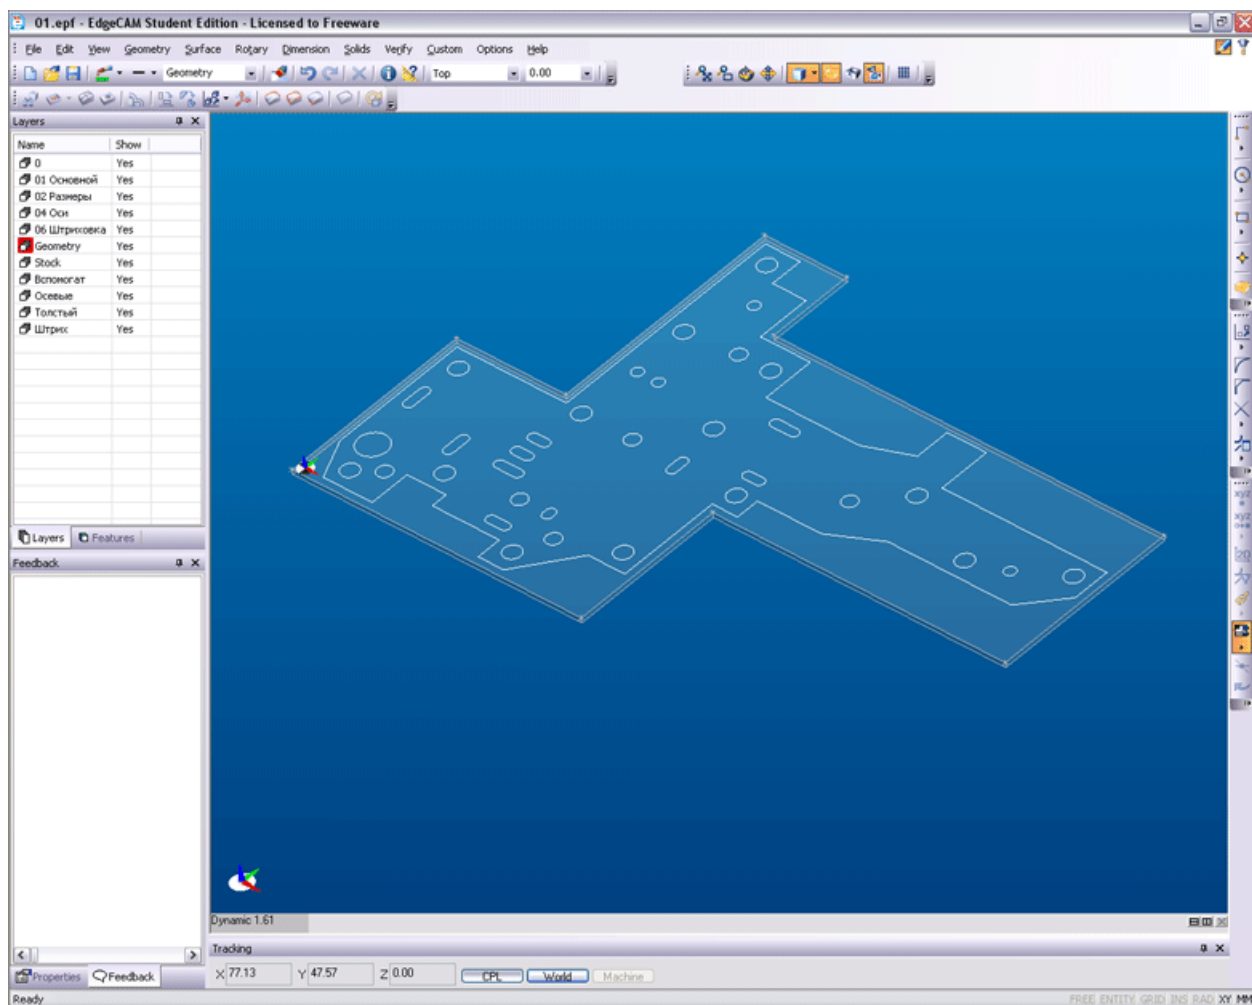 01.epf - EdgeCAM Student Edition - Licensed to Freeware
File Edit View Geometry Surface Rotary Dimension Solids Verify Custom Options Help
Geometry Top 0.00
Layers
Name Show
0 Yes
01 Основной Yes
02 Размеры Yes
04 Оси Yes
06 Штриховка Yes
Geometry Yes
Stock Yes
Вспомогат Yes
Осевые Yes
Толстый Yes
Штрих Yes
Layers Features
Feedback
Dynamic 1.61
Tracking
X 77.13 Y 47.57 Z 0.00 CPL World Machine
Properties Feedback
Ready FREE ENTITY GRID INS RAD XY MM